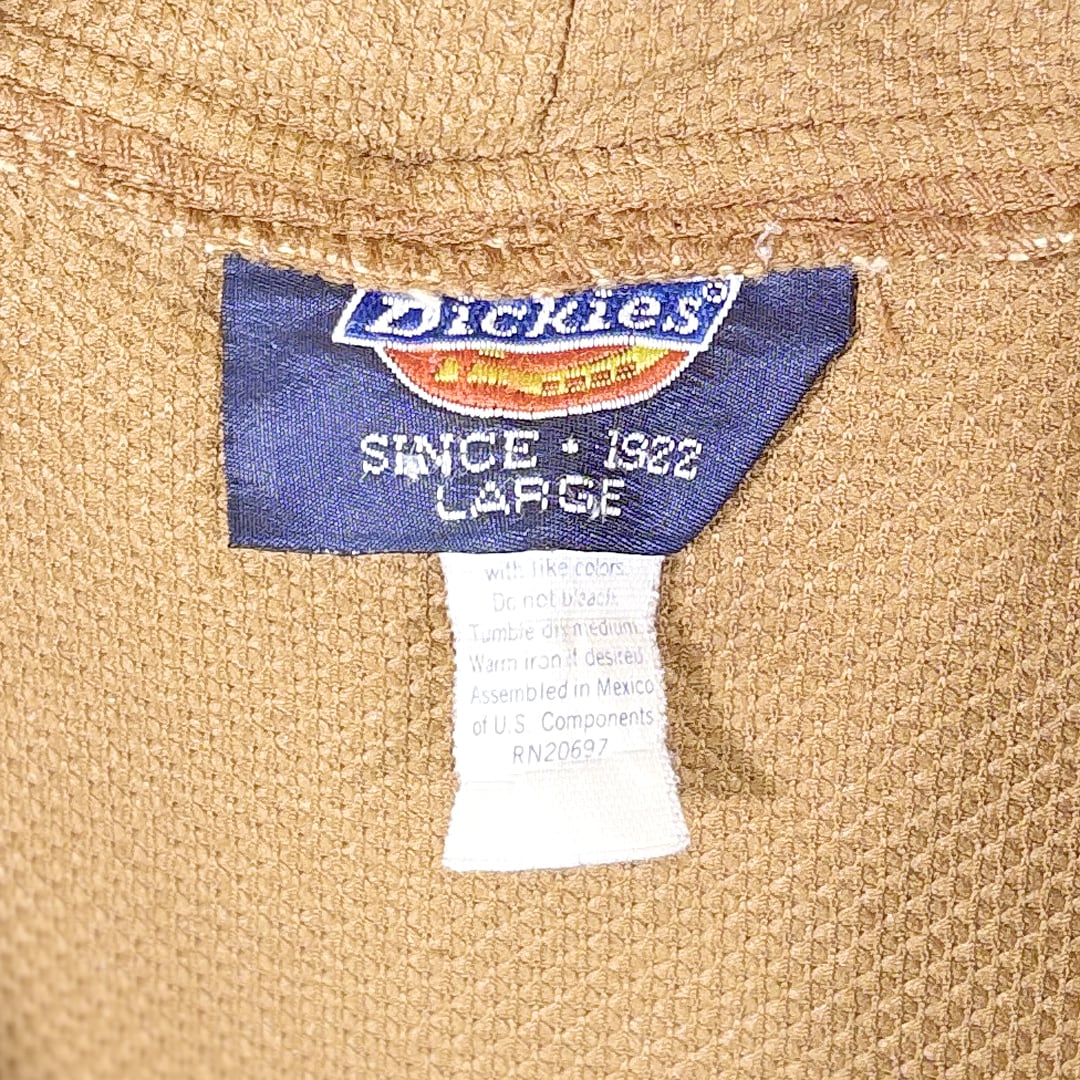 Dickies®
SINCE • 1922
LARGE
with like colors.
Do not bleach.
Tumble dry medium.
Warm iron if desired.
Assembled in Mexico
of U.S. Components
RN20697